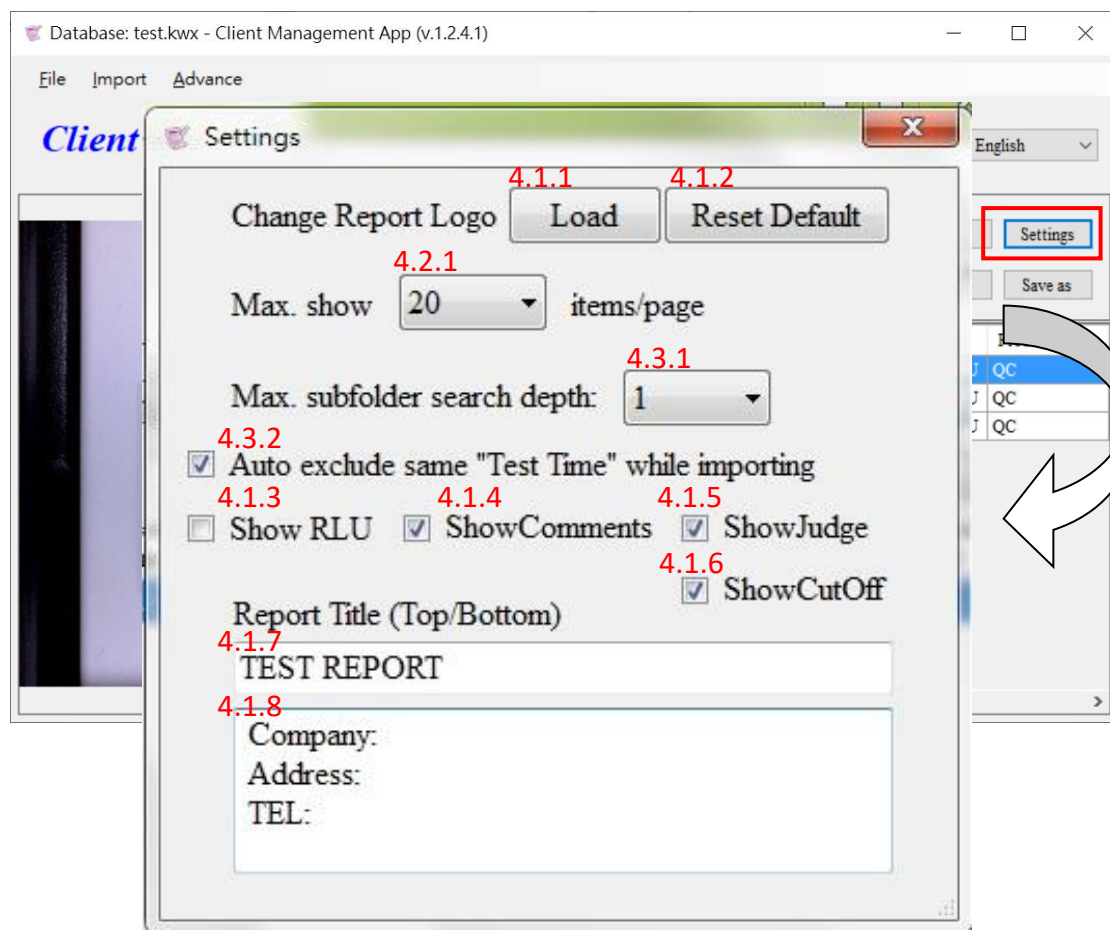 Database: test.kwx - Client Management App (v.1.2.4.1)
File Import Advance
Client
English
Settings
Save as
QC
QC
QC
Settings
4.1.1 4.1.2
Change Report Logo Load Reset Default
4.2.1
Max. show 20 items/page
4.3.1
Max. subfolder search depth: 1
4.3.2
Auto exclude same "Test Time" while importing
4.1.3 4.1.4 4.1.5
Show RLU ShowComments ShowJudge
4.1.6
ShowCutOff
Report Title (Top/Bottom)
4.1.7
TEST REPORT
4.1.8
Company:
Address:
TEL: